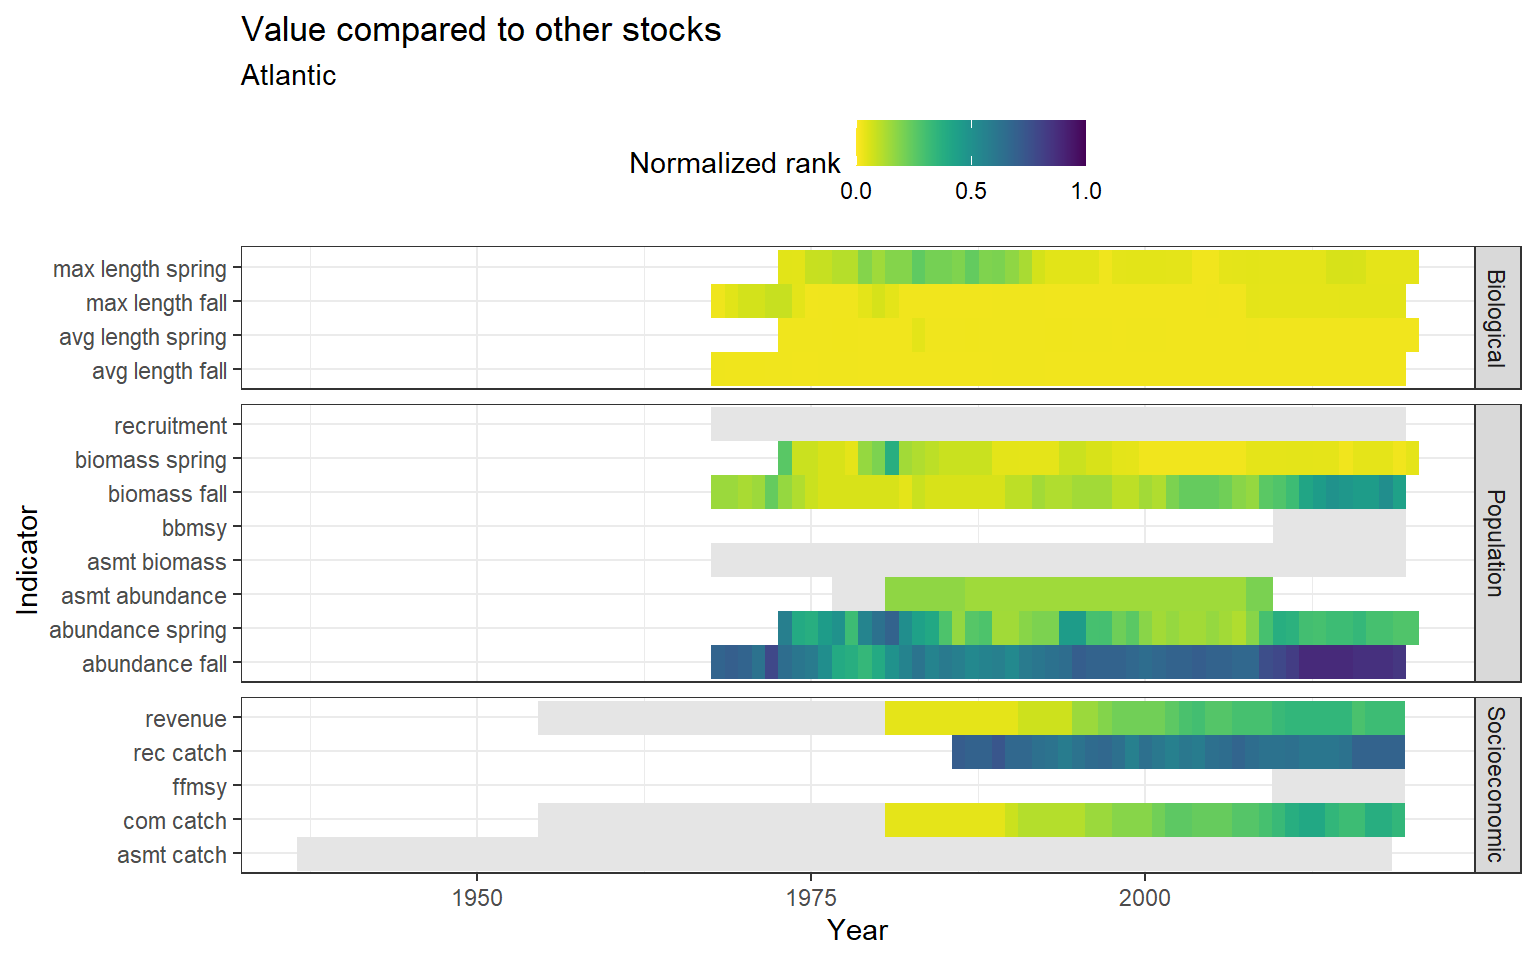 Value compared to other stocks
Atlantic
Normalized rank
0.0 0.5 1.0
Indicator
max length spring
max length fall
avg length spring
avg length fall
Biological
recruitment
biomass spring
biomass fall
bbmsy
asmt biomass
asmt abundance
abundance spring
abundance fall
Population
revenue
rec catch
ffmsy
com catch
asmt catch
Socioeconomic
1950 1975 2000
Year